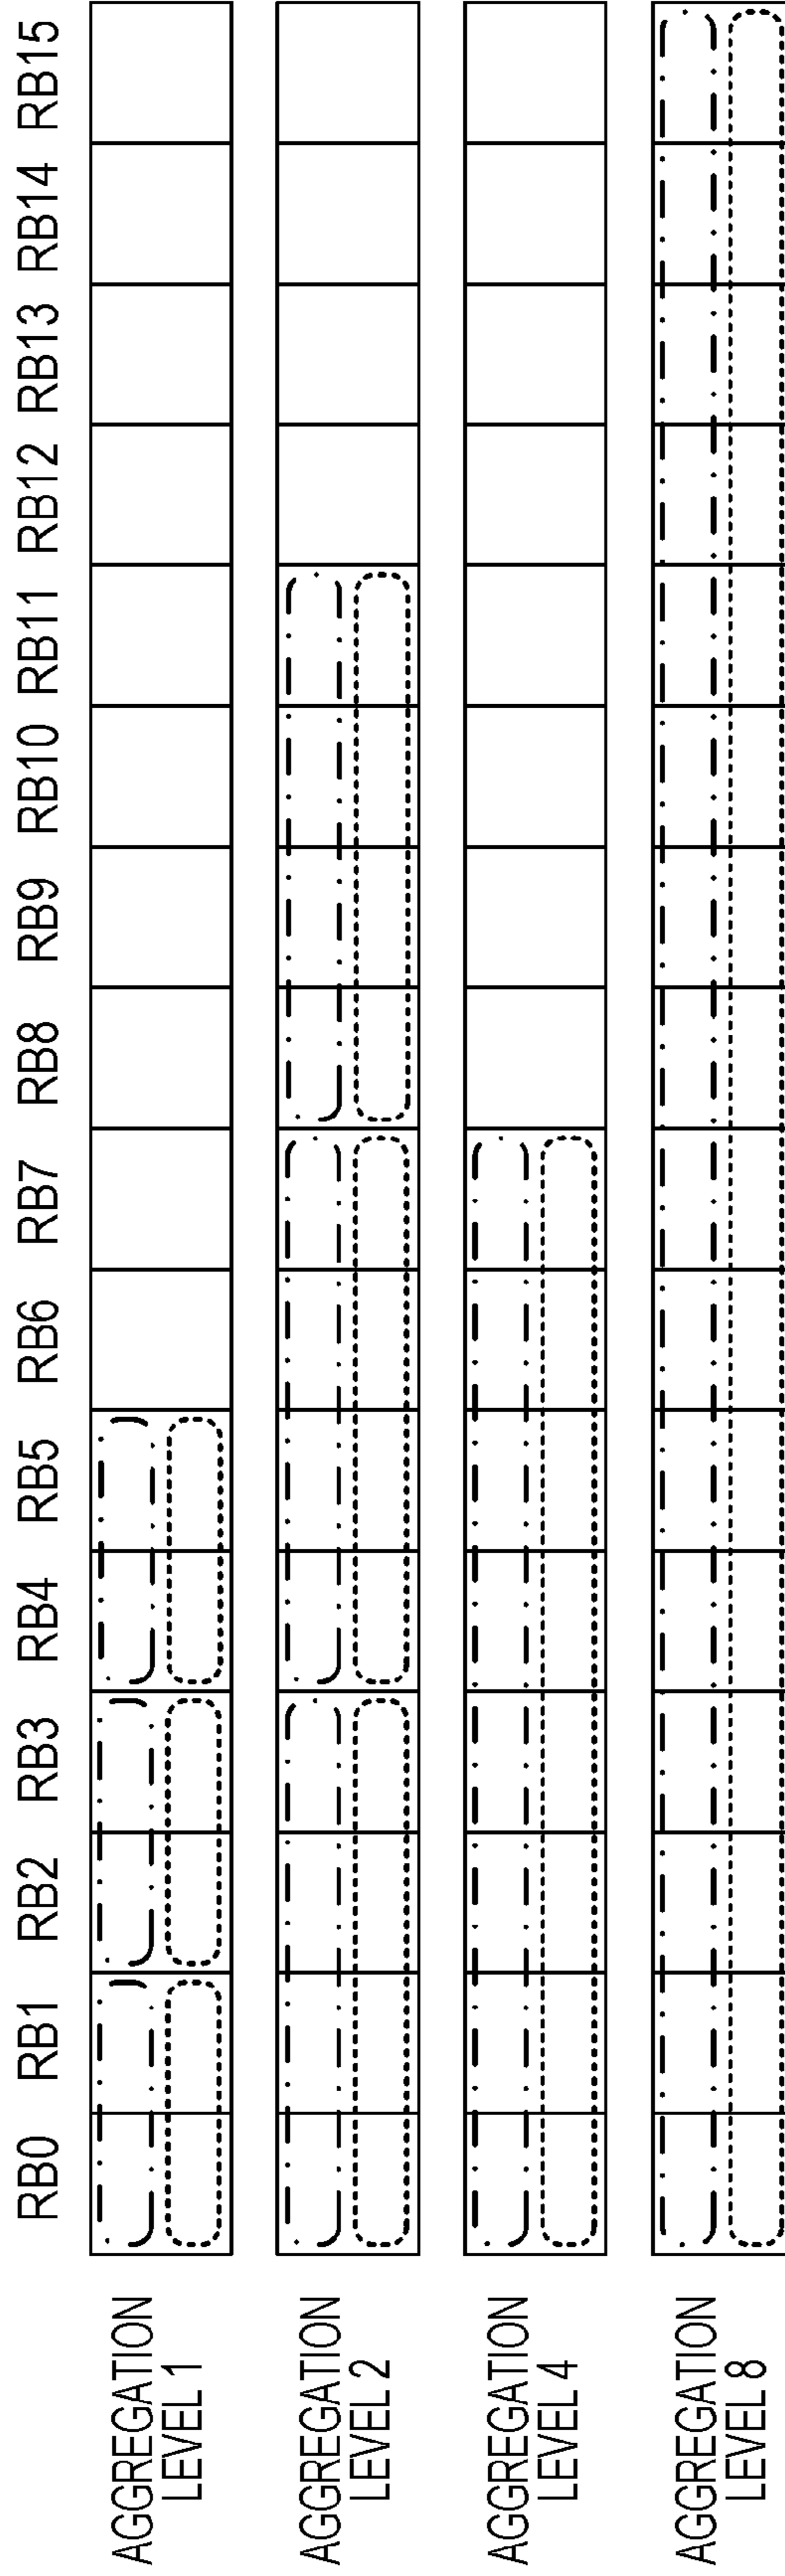 RB0 RB1 RB2 RB3 RB4 RB5 RB6 RB7 RB8 RB9 RB10 RB11 RB12 RB13 RB14 RB15
AGGREGATION
LEVEL 1
AGGREGATION
LEVEL 2
AGGREGATION
LEVEL 4
AGGREGATION
LEVEL 8